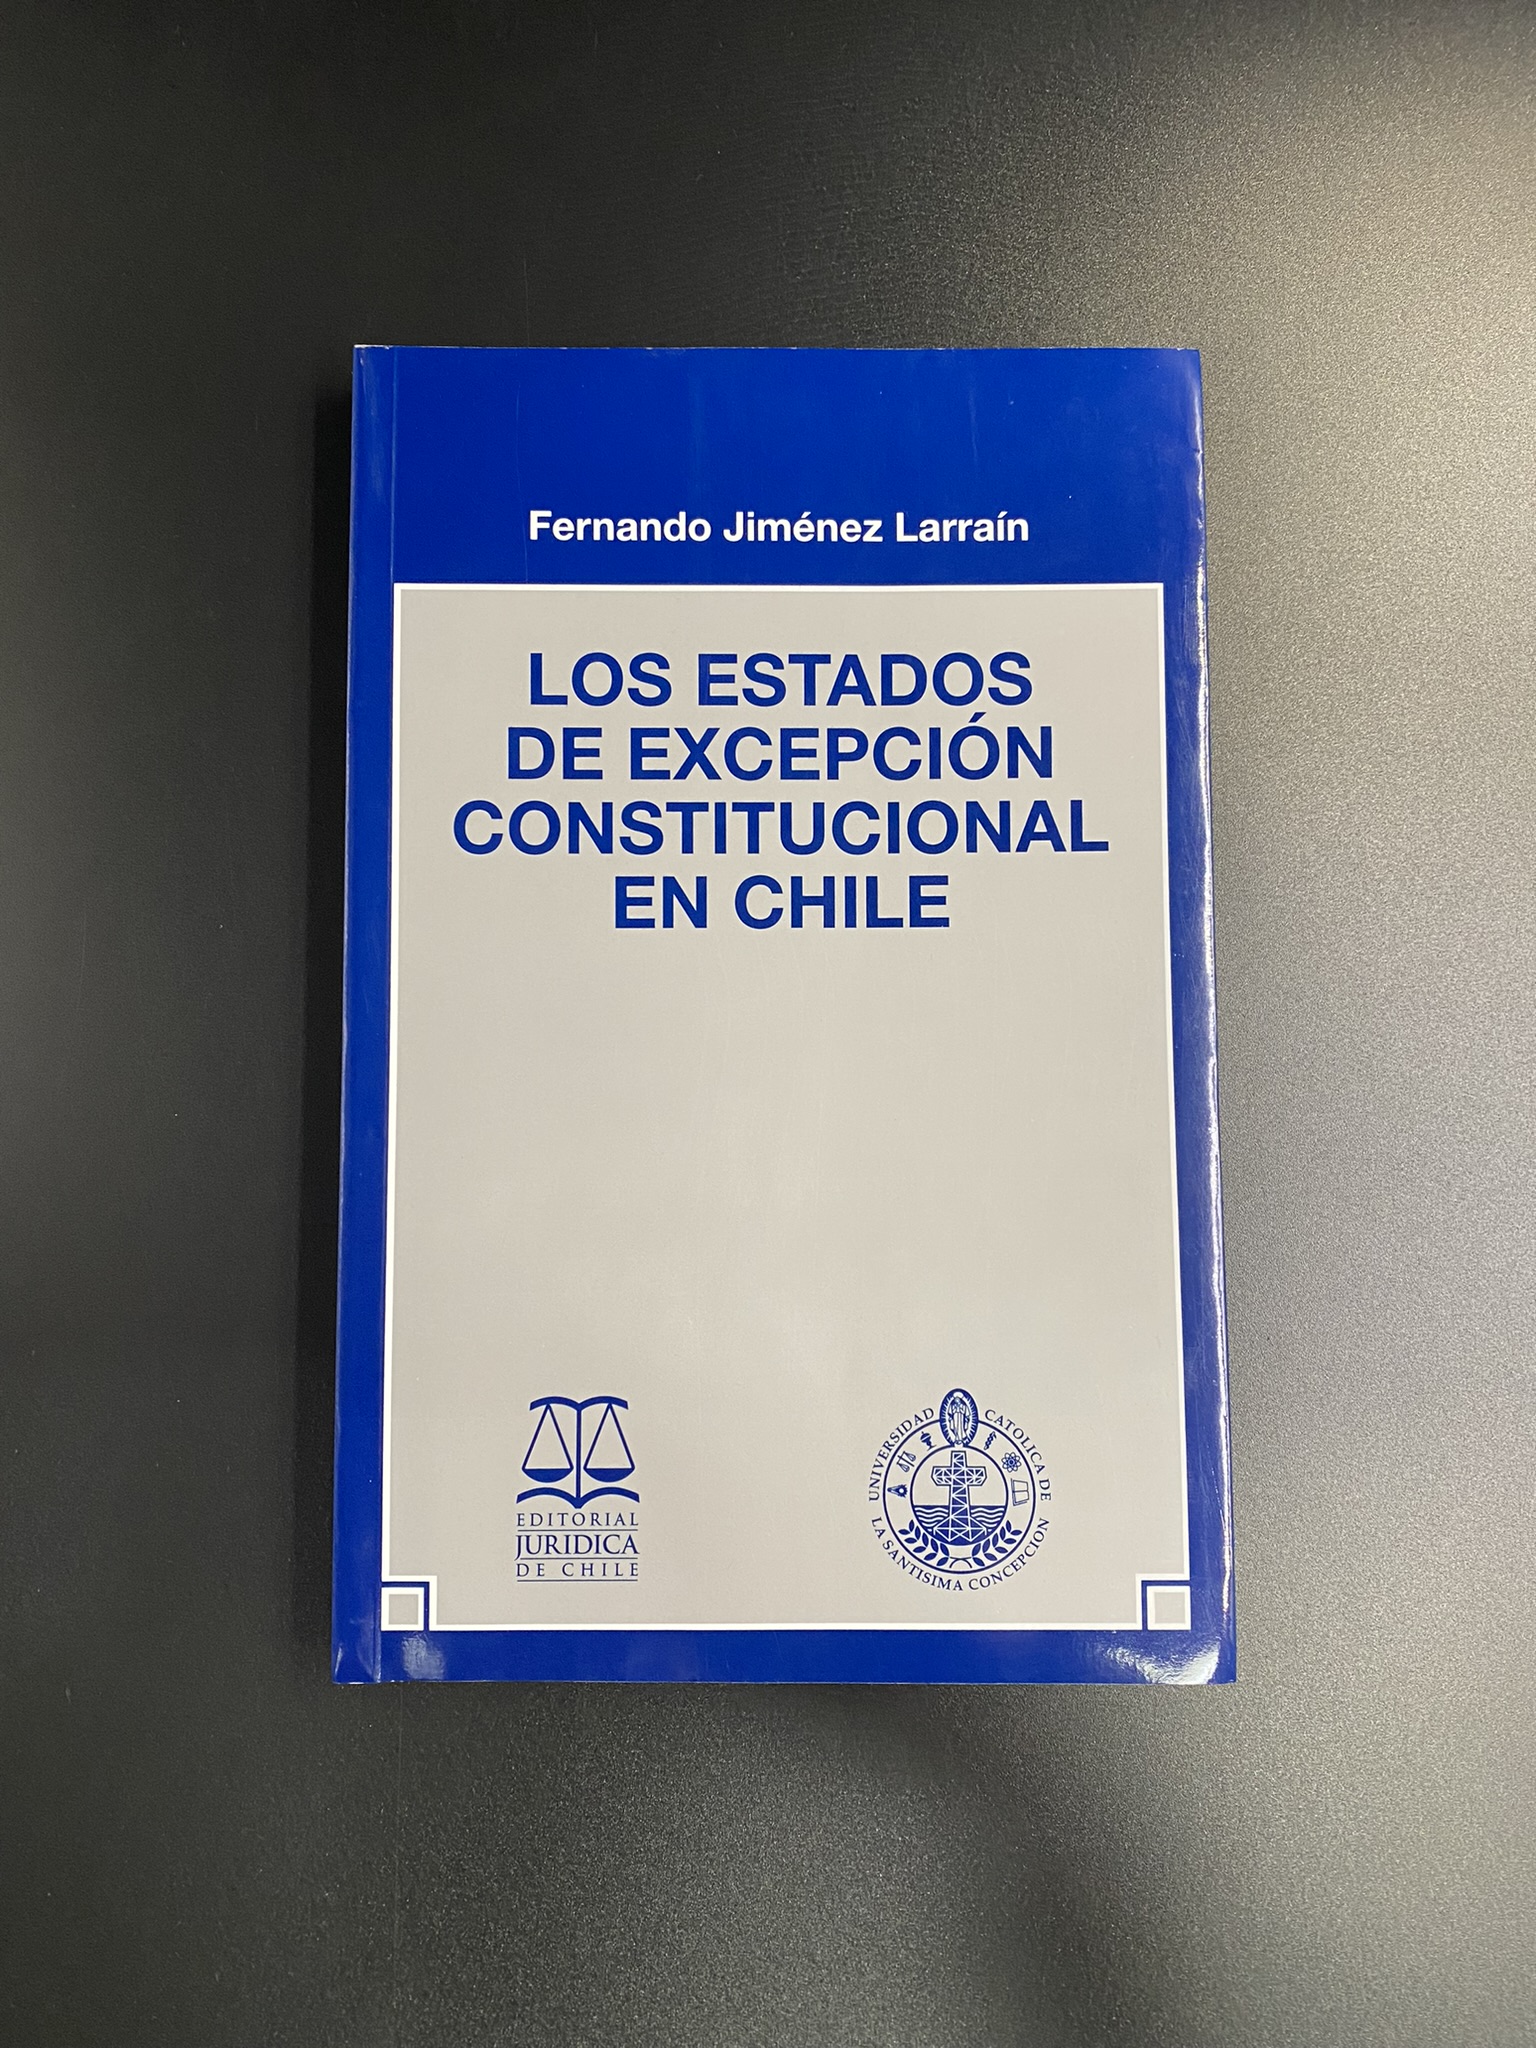 Fernando Jiménez Larraín
LOS ESTADOS
DE EXCEPCIÓN
CONSTITUCIONAL
EN CHILE
EDITORIAL
JURIDICA
DE CHILE
UNIVERSIDAD CATOLICA DE
LA SANTISIMA CONCEPCION